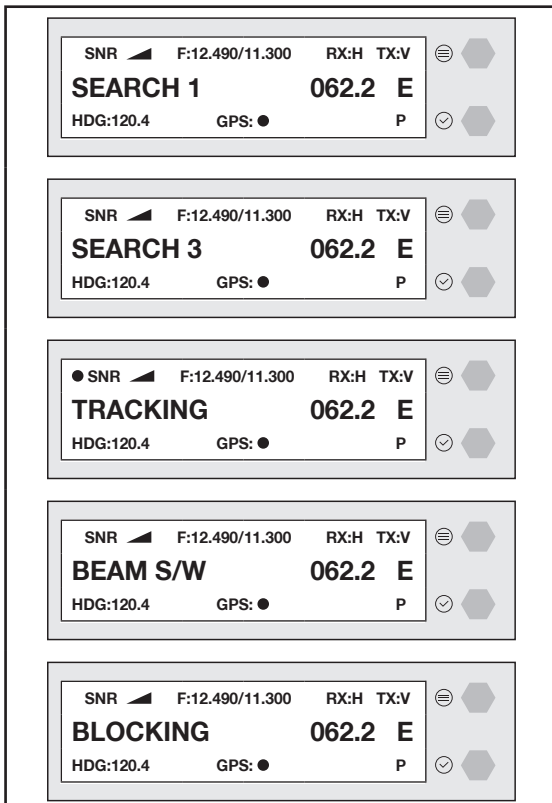 SNR F:12.490/11.300 RX:H TX:V
SEARCH 1 062.2 E
HDG:120.4 GPS: ● P
SNR F:12.490/11.300 RX:H TX:V
SEARCH 3 062.2 E
HDG:120.4 GPS: ● P
● SNR F:12.490/11.300 RX:H TX:V
TRACKING 062.2 E
HDG:120.4 GPS: ● P
SNR F:12.490/11.300 RX:H TX:V
BEAM S/W 062.2 E
HDG:120.4 GPS: ● P
SNR F:12.490/11.300 RX:H TX:V
BLOCKING 062.2 E
HDG:120.4 GPS: ● P